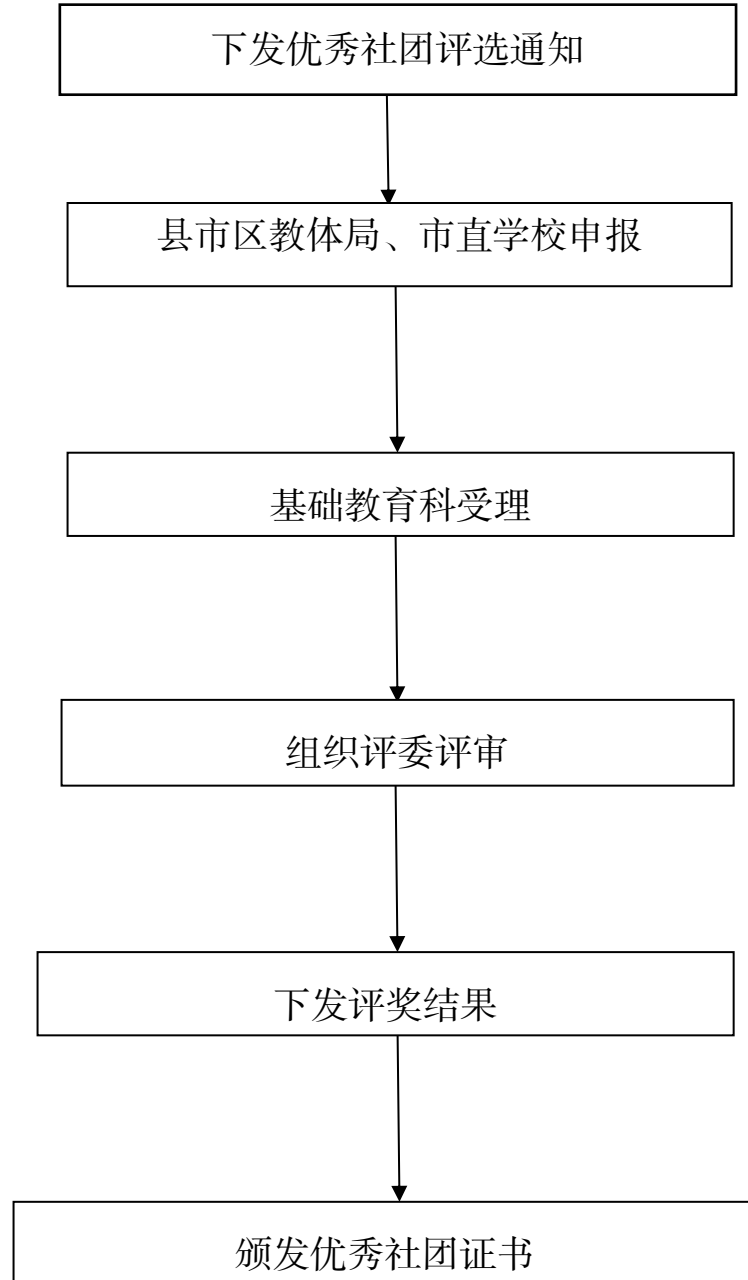 下发优秀社团评选通知
县市区教体局、市直学校申报
基础教育科受理
组织评委评审
下发评奖结果
颁发优秀社团证书